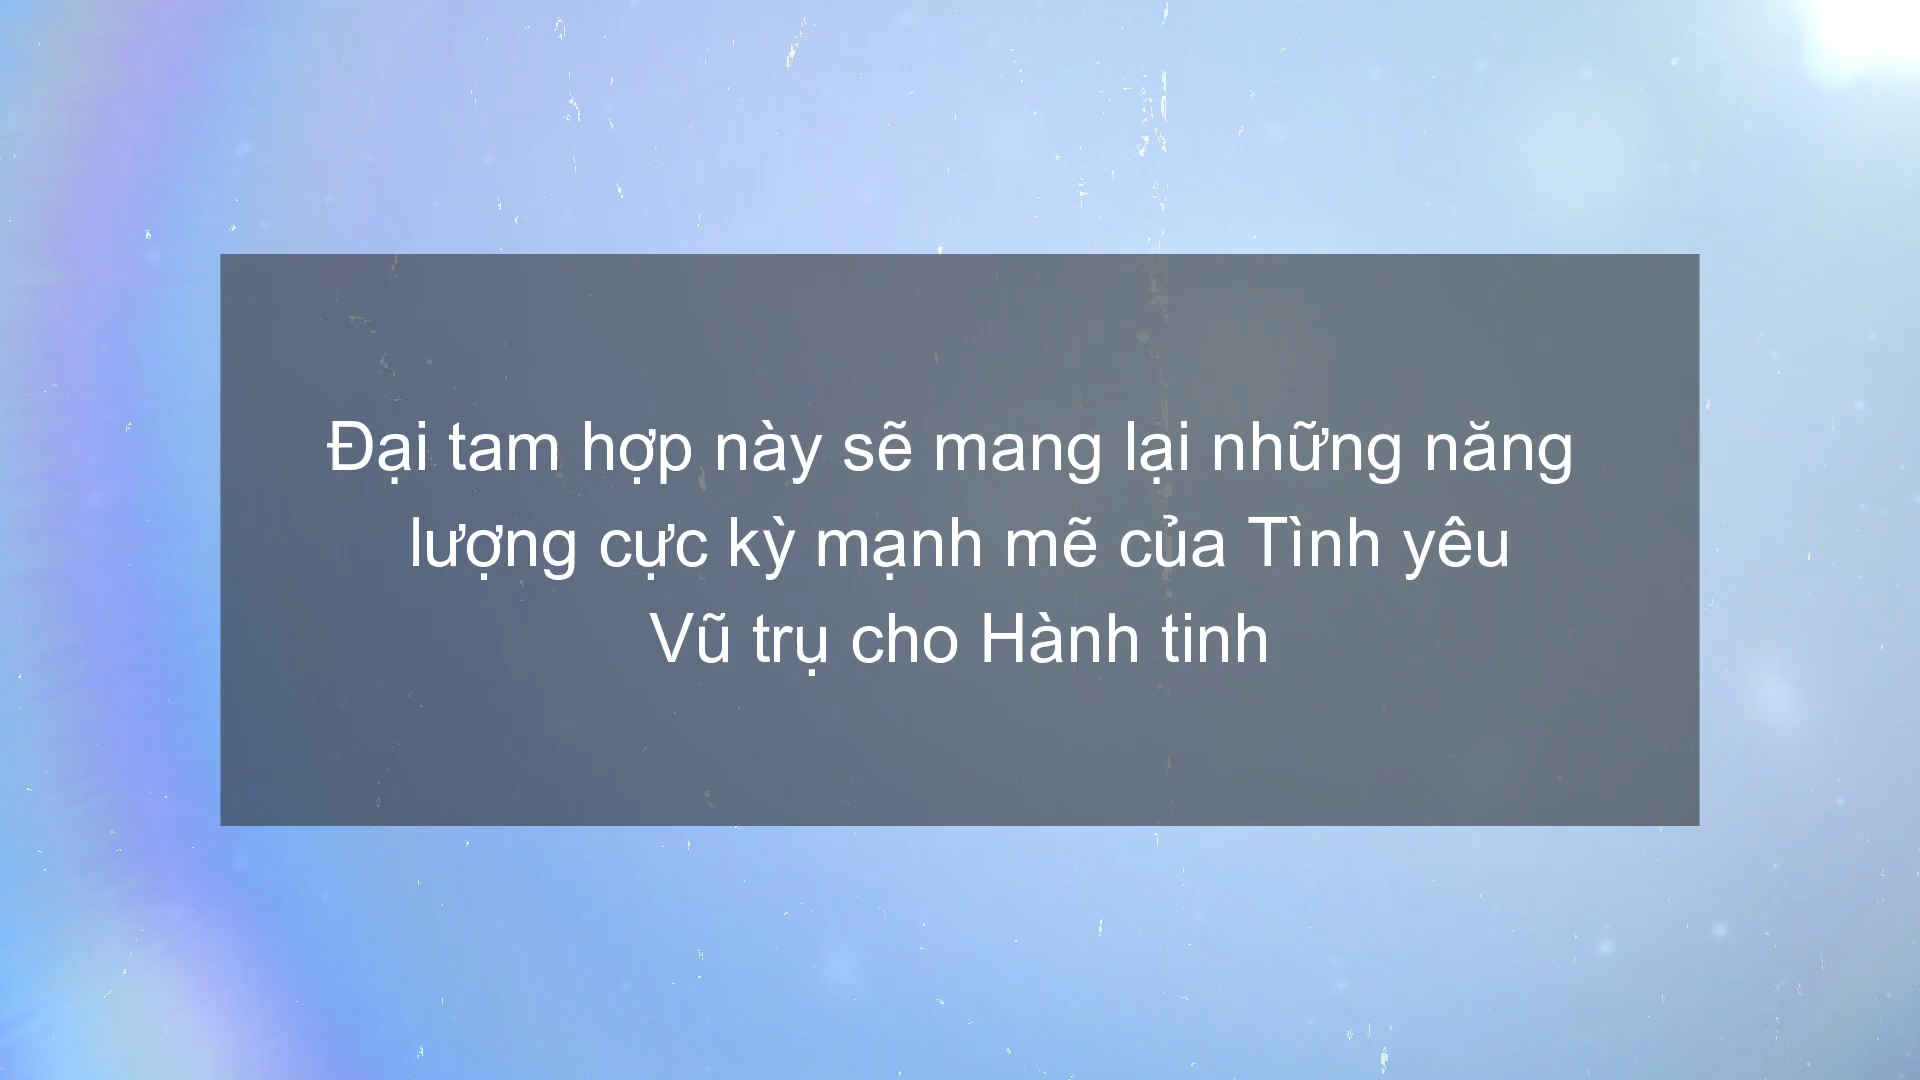 Đại tam hợp này sẽ mang lại những năng
lượng cực kỳ mạnh mẽ của Tình yêu
Vũ trụ cho Hành tinh